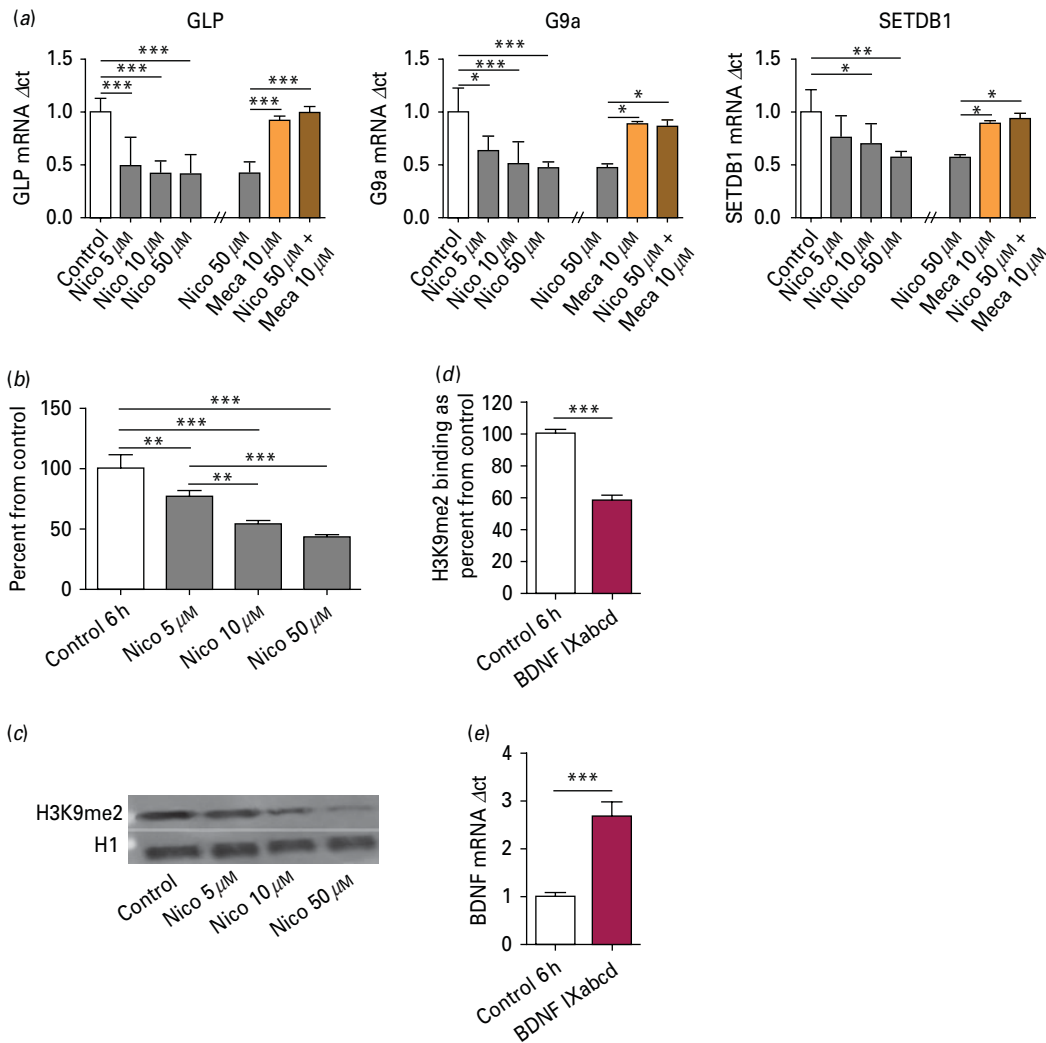 (a)
GLP
GLP mRNA Δct
1.5
1.0
0.5
0.0
***
***
***
***
***
//
Control
Nico 5 µM
Nico 10 µM
Nico 50 µM
Nico 50 µM
Meca 10 µM
Nico 50 µM +
Meca 10 µM
G9a
G9a mRNA Δct
1.5
1.0
0.5
0.0
***
***
*
*
*
//
Control
Nico 5 µM
Nico 10 µM
Nico 50 µM
Nico 50 µM
Meca 10 µM
Nico 50 µM +
Meca 10 µM
SETDB1
SETDB1 mRNA Δct
1.5
1.0
0.5
0.0
**
*
*
*
//
Control
Nico 5 µM
Nico 10 µM
Nico 50 µM
Nico 50 µM
Meca 10 µM
Nico 50 µM +
Meca 10 µM
(b)
Percent from control
150
100
50
0
***
***
**
***
**
Control 6 h
Nico 5 µM
Nico 10 µM
Nico 50 µM
(d)
H3K9me2 binding as
percent from control
120
100
80
60
40
20
0
***
Control 6 h
BDNF IXabcd
(c)
H3K9me2
H1
Control
Nico 5 µM
Nico 10 µM
Nico 50 µM
(e)
BDNF mRNA Δct
4
3
2
1
0
***
Control 6 h
BDNF IXabcd